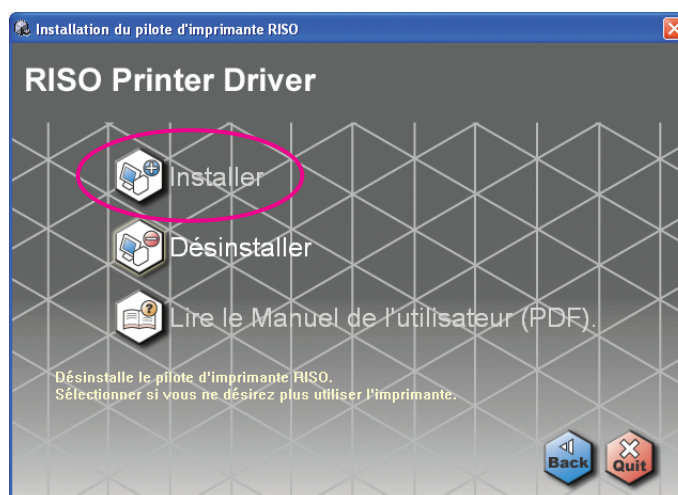 Installation du pilote d'imprimante RISO
RISO Printer Driver
Installer
Désinstaller
Lire le Manuel de l'utilisateur (PDF).
Désinstalle le pilote d'imprimante RISO.
Sélectionner si vous ne désirez plus utiliser l'imprimante.
Back
Quit